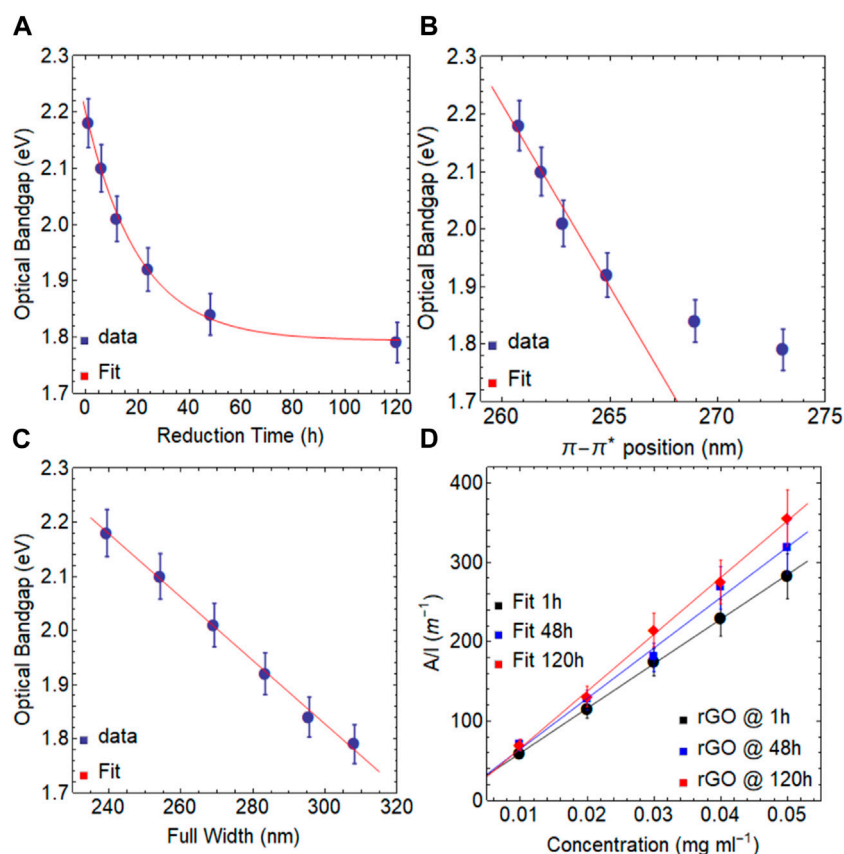 A
2.3
2.2
2.1
2.0
1.9
1.8
1.7
Optical Bandgap (eV)
data
Fit
0 20 40 60 80 100 120
Reduction Time (h)
B
2.3
2.2
2.1
2.0
1.9
1.8
1.7
Optical Bandgap (eV)
data
Fit
260 265 270 275
π−π* position (nm)
C
2.3
2.2
2.1
2.0
1.9
1.8
1.7
Optical Bandgap (eV)
data
Fit
240 260 280 300 320
Full Width (nm)
D
400
300
200
100
0
A/l (m⁻¹)
Fit 1h
Fit 48h
Fit 120h
rGO @ 1h
rGO @ 48h
rGO @ 120h
0.01 0.02 0.03 0.04 0.05
Concentration (mg ml⁻¹)